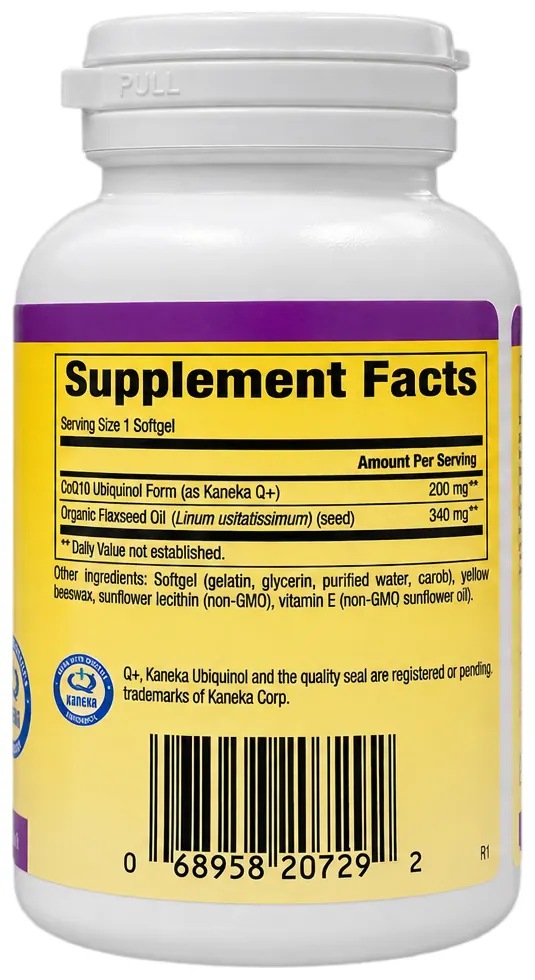 PULL
Supplement Facts
Serving Size 1 Softgel
Amount Per Serving
CoQ10 Ubiquinol Form (as Kaneka Q+) 200 mg**
Organic Flaxseed Oil (Linum usitatissimum) (seed) 340 mg**
** Daily Value not established.
Other ingredients: Softgel (gelatin, glycerin, purified water, carob), yellow
beeswax, sunflower lecithin (non-GMO), vitamin E (non-GMO sunflower oil).
Q+, Kaneka Ubiquinol and the quality seal are registered or pending
trademarks of Kaneka Corp.
Q+
Kaneka
0 68958 20729 2
R1